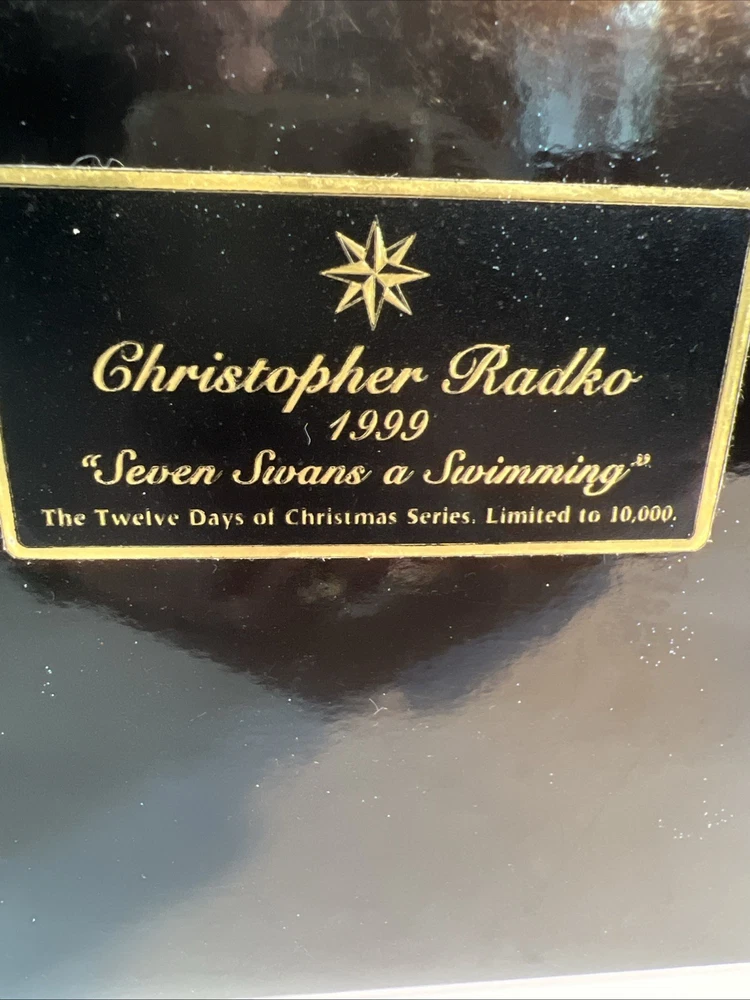 Christopher Radko
1999
“Seven Swans a Swimming”
The Twelve Days of Christmas Series. Limited to 10,000.